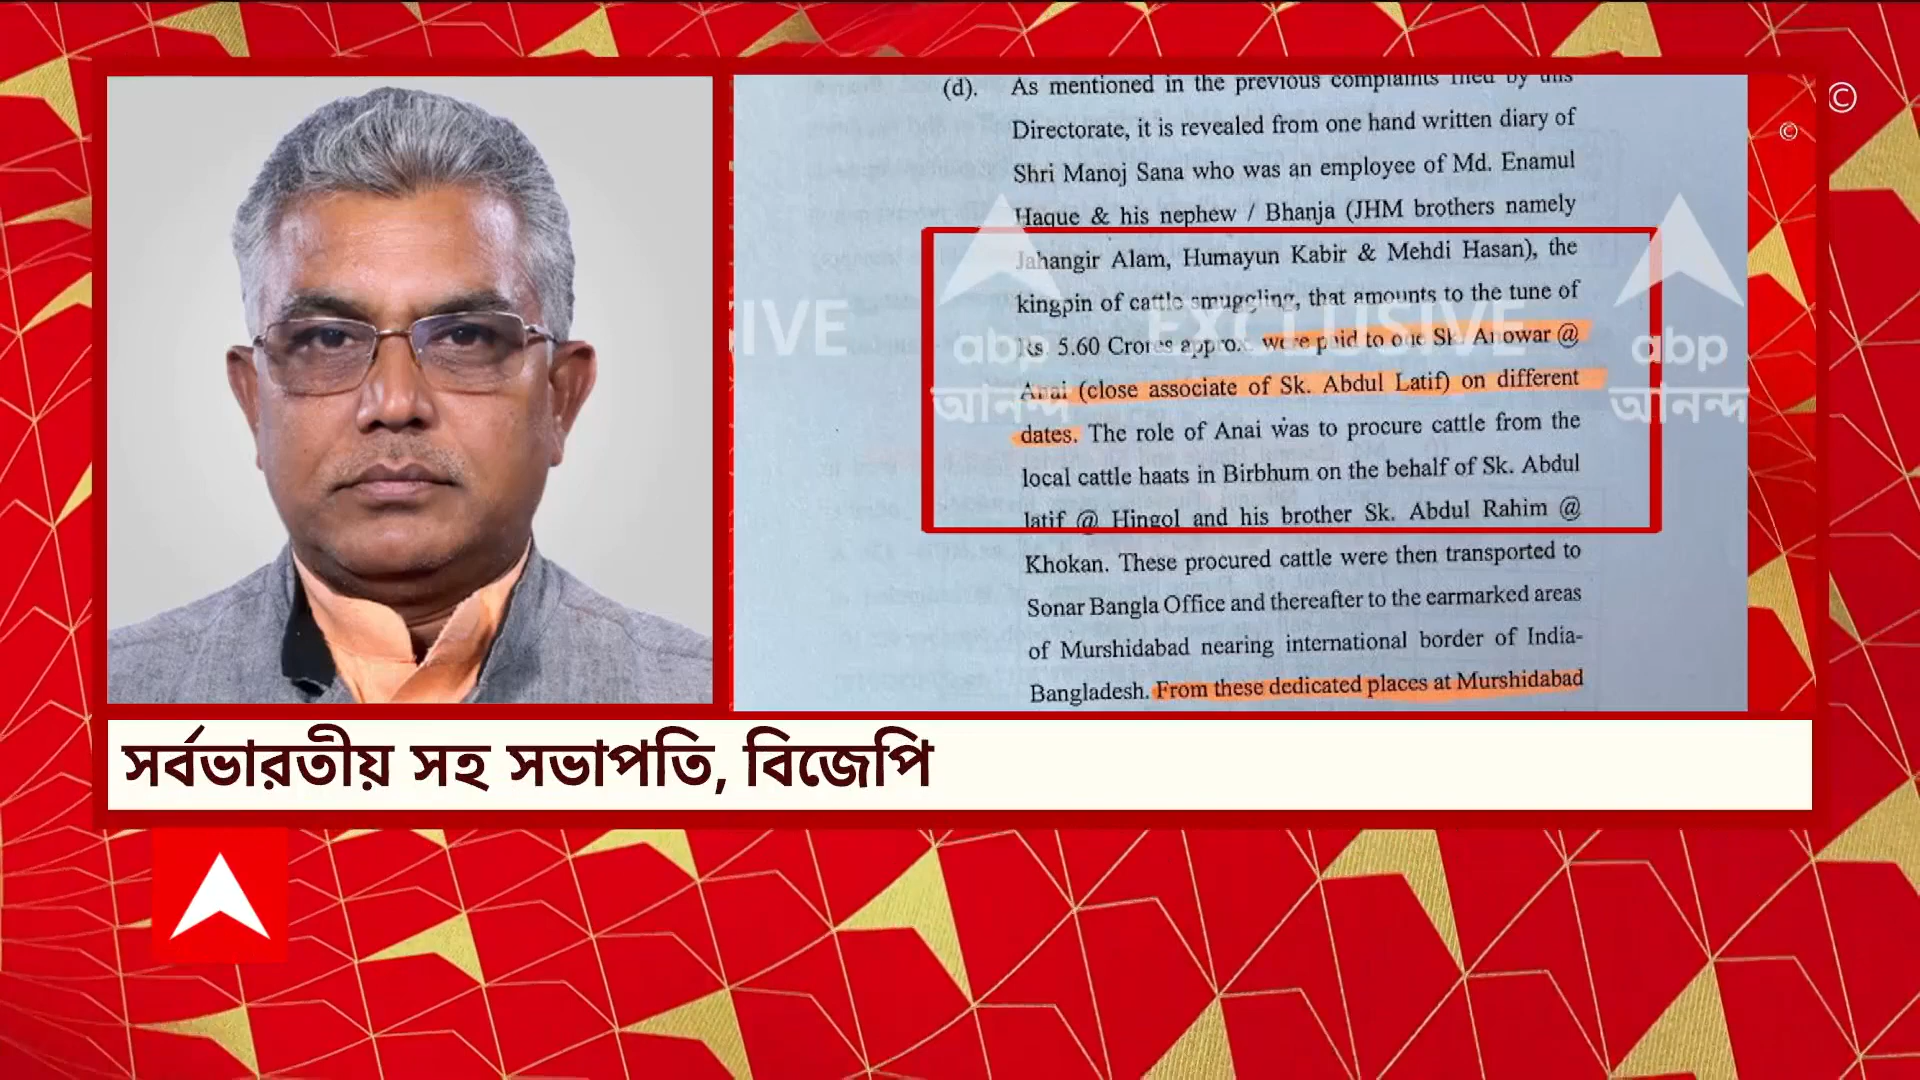 ©
©
(d). As mentioned in the previous complaints filed by this
Directorate, it is revealed from one hand written diary of
Shri Manoj Sana who was an employee of Md. Enamul
Haque & his nephew / Bhanja (JHM brothers namely
Jahangir Alam, Humayun Kabir & Mehdi Hasan), the
kingpin of cattle smuggling, that amounts to the tune of
Rs. 5.60 Crores approx. were paid to one Sk. Anowar @
Anai (close associate of Sk. Abdul Latif) on different
dates. The role of Anai was to procure cattle from the
local cattle haats in Birbhum on the behalf of Sk. Abdul
latif @ Hingol and his brother Sk. Abdul Rahim @
Khokan. These procured cattle were then transported to
Sonar Bangla Office and thereafter to the earmarked areas
of Murshidabad nearing international border of India-
Bangladesh. From these dedicated places at Murshidabad
IVE
abp
আনন্দ
EXCLUSIVE
abp
আনন্দ
সর্বভারতীয় সহ সভাপতি, বিজেপি